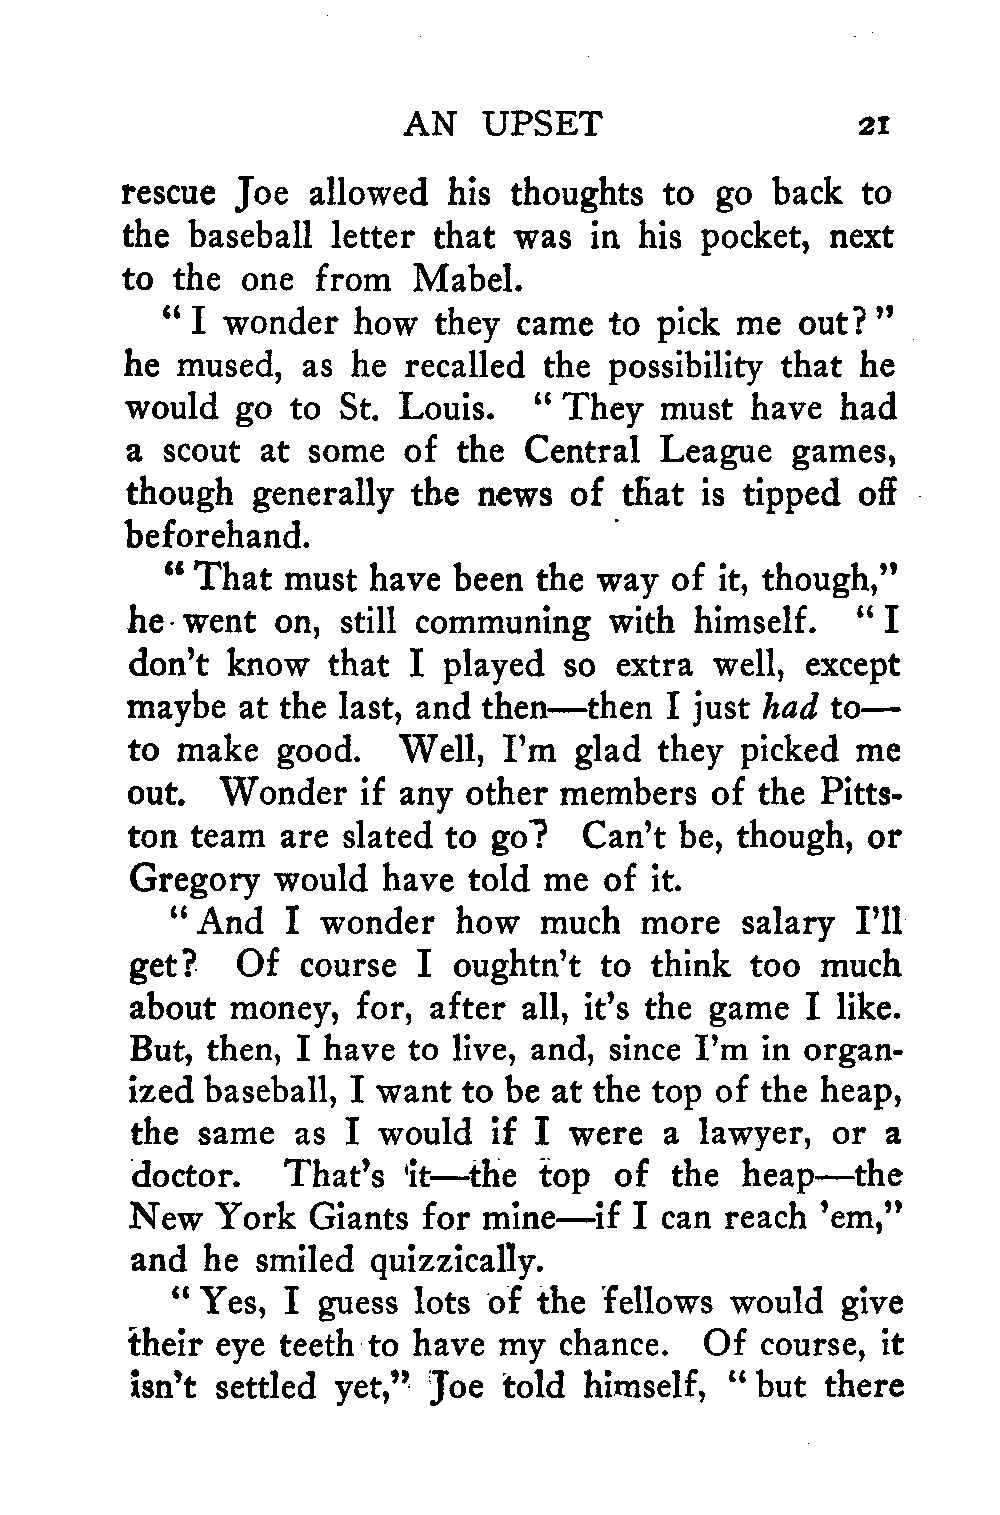 AN UPSET 21
rescue Joe allowed his thoughts to go back to
the baseball letter that was in his pocket, next
to the one from Mabel.
“ I wonder how they came to pick me out? ”
he mused, as he recalled the possibility that he
would go to St. Louis. “ They must have had
a scout at some of the Central League games,
though generally the news of that is tipped off
beforehand.
“ That must have been the way of it, though,”
he went on, still communing with himself. “ I
don’t know that I played so extra well, except
maybe at the last, and then—then I just had to—
to make good. Well, I’m glad they picked me
out. Wonder if any other members of the Pitts-
ton team are slated to go? Can’t be, though, or
Gregory would have told me of it.
“ And I wonder how much more salary I’ll
get? Of course I oughtn’t to think too much
about money, for, after all, it’s the game I like.
But, then, I have to live, and, since I’m in organ-
ized baseball, I want to be at the top of the heap,
the same as I would if I were a lawyer, or a
doctor. That’s it—the top of the heap—the
New York Giants for mine—if I can reach ’em,”
and he smiled quizzically.
“ Yes, I guess lots of the fellows would give
their eye teeth to have my chance. Of course, it
isn’t settled yet,” Joe told himself, “ but there